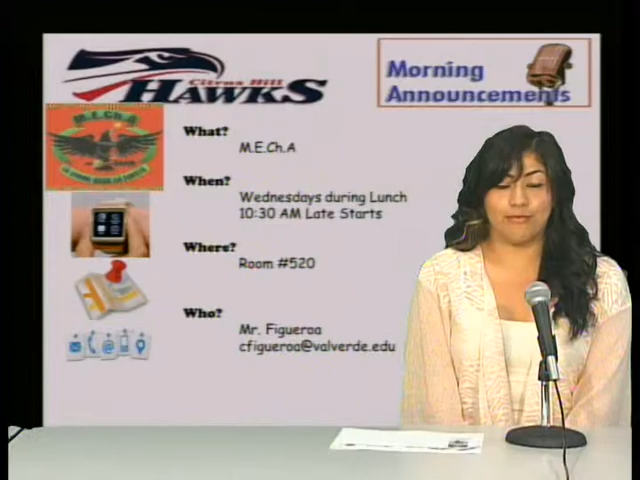 Citrus Hill
HAWKS
Morning
Announcements
M.E.Ch.A
What?
M.E.Ch.A
When?
Wednesdays during Lunch
10:30 AM Late Starts
Where?
Room #520
Who?
Mr. Figueroa
cfigueroa@valverde.edu